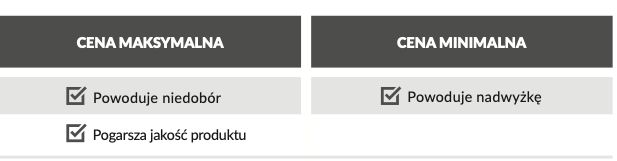 CENA MAKSYMALNA
CENA MINIMALNA
Powoduje niedobór
Powoduje nadwyżkę
Pogarsza jakość produktu